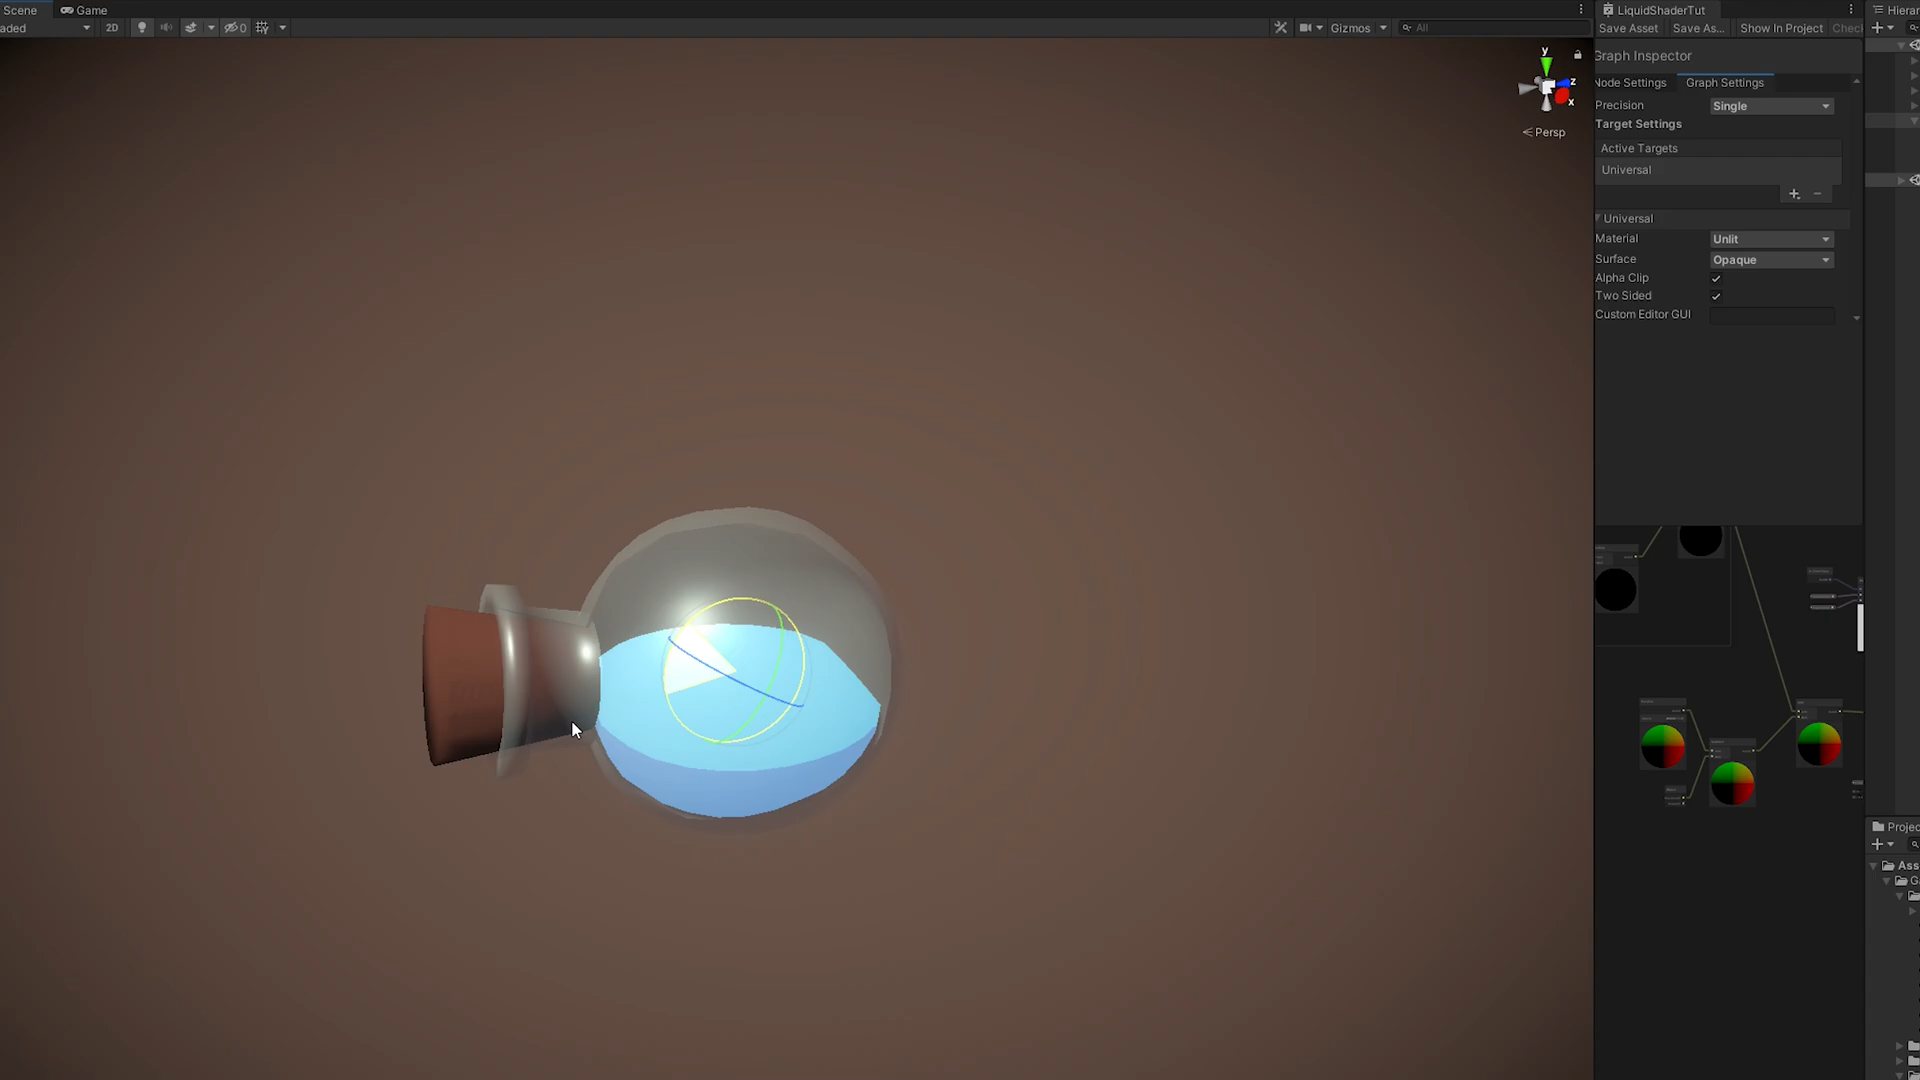 Scene
Game
aded
2D
0
Gizmos
All
y
z
x
Persp
LiquidShaderTut
Save Asset
Save As...
Show In Project
Chec
Graph Inspector
Node Settings
Graph Settings
Precision
Single
Target Settings
Active Targets
Universal
Universal
Material
Unlit
Surface
Opaque
Alpha Clip
Two Sided
Custom Editor GUI
Hierar
Projec
Ass
G